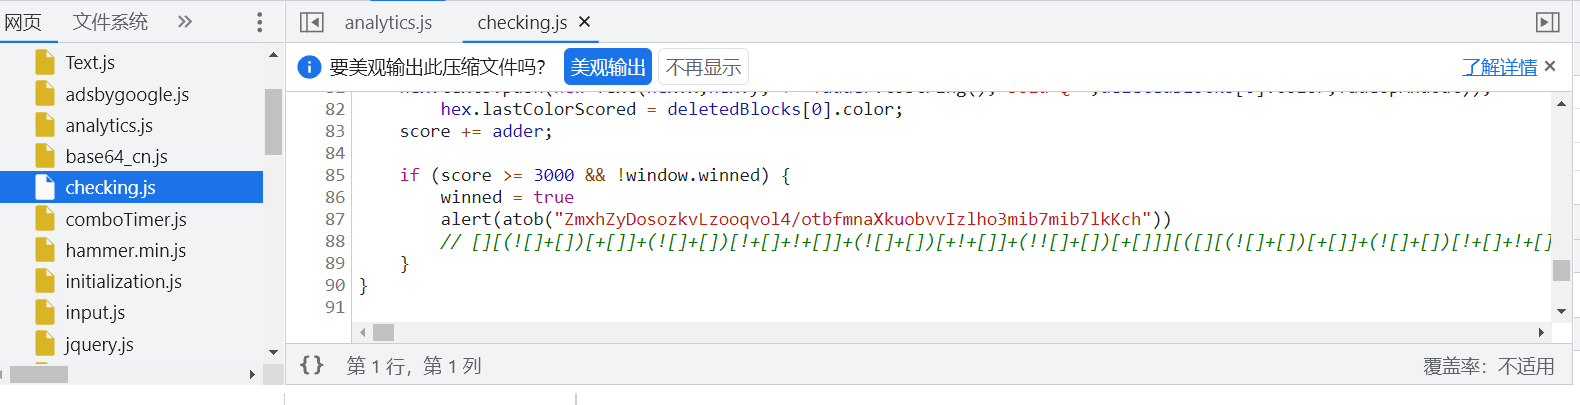 网页 文件系统
analytics.js checking.js
要美观输出此压缩文件吗? 美观输出 不再显示 了解详情
Text.js
adsbygoogle.js
analytics.js
base64_cn.js
checking.js
comboTimer.js
hammer.min.js
initialization.js
input.js
jquery.js
82 hex.lastColorScored = deletedBlocks[0].color;
83 score += adder;
84
85 if (score >= 3000 && !window.winned) {
86 winned = true
87 alert(atob("ZmxhZyDosozkvLzooqvol4/otbfmnaXkuobvvIzlho3mib7mib7lkKch"))
88 // [][(![]+[])[+[]]+(![]+[])[!+[]+!+[]]+(![]+[])[+!+[]]+(!![]+[])[+[]]][([][(![]+[])[+[]]+(![]+[])[!+[]+!+[]
89 }
90 }
91
{} 第 1 行，第 1 列 覆盖率：不适用